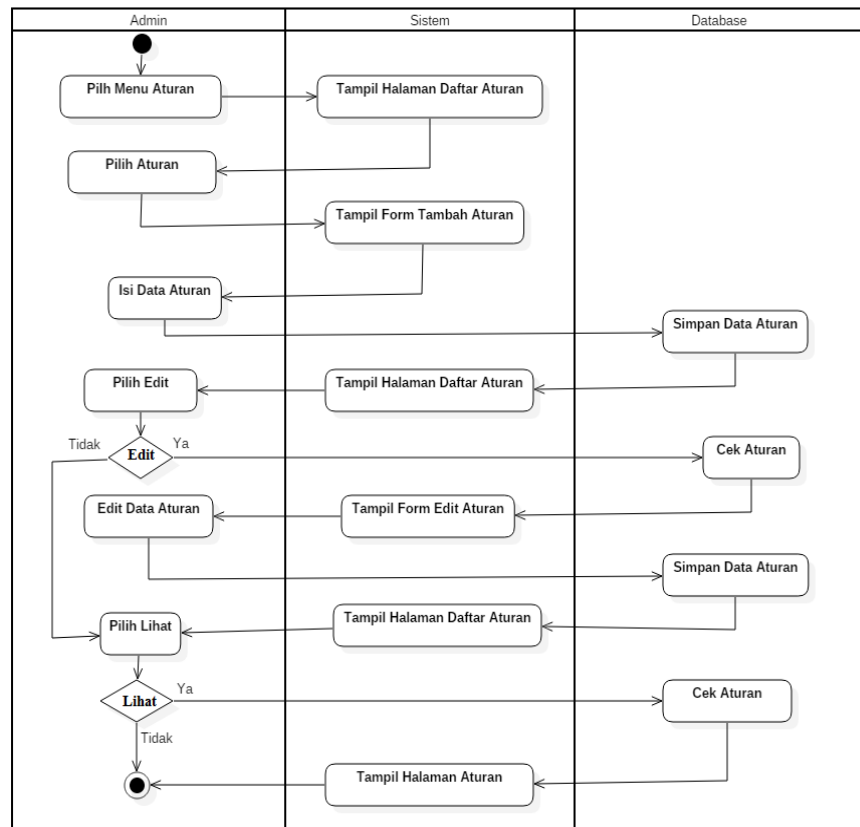 Admin
Sistem
Database
Pilh Menu Aturan
Tampil Halaman Daftar Aturan
Pilih Aturan
Tampil Form Tambah Aturan
Isi Data Aturan
Simpan Data Aturan
Pilih Edit
Tampil Halaman Daftar Aturan
Tidak
Edit
Ya
Cek Aturan
Edit Data Aturan
Tampil Form Edit Aturan
Simpan Data Aturan
Pilih Lihat
Tampil Halaman Daftar Aturan
Lihat
Ya
Cek Aturan
Tidak
Tampil Halaman Aturan